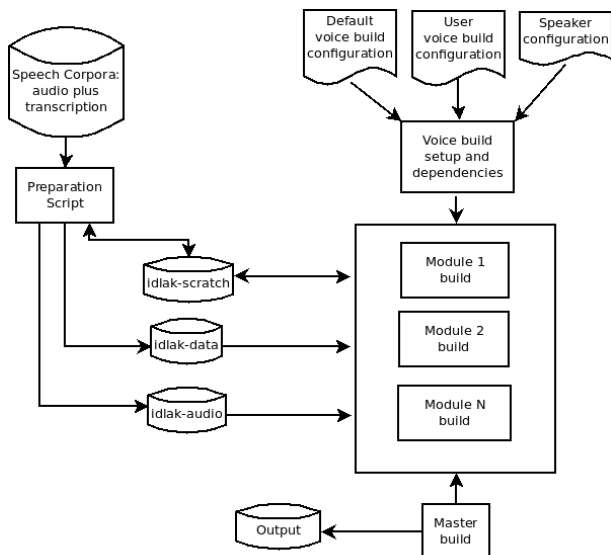 Default
voice build
configuration
User
voice build
configuration
Speaker
configuration
Speech Corpora:
audio plus
transcription
Voice build
setup and
dependencies
Preparation
Script
Module 1
build
idlak-scratch
Module 2
build
idlak-data
Module N
build
idlak-audio
Output
Master
build